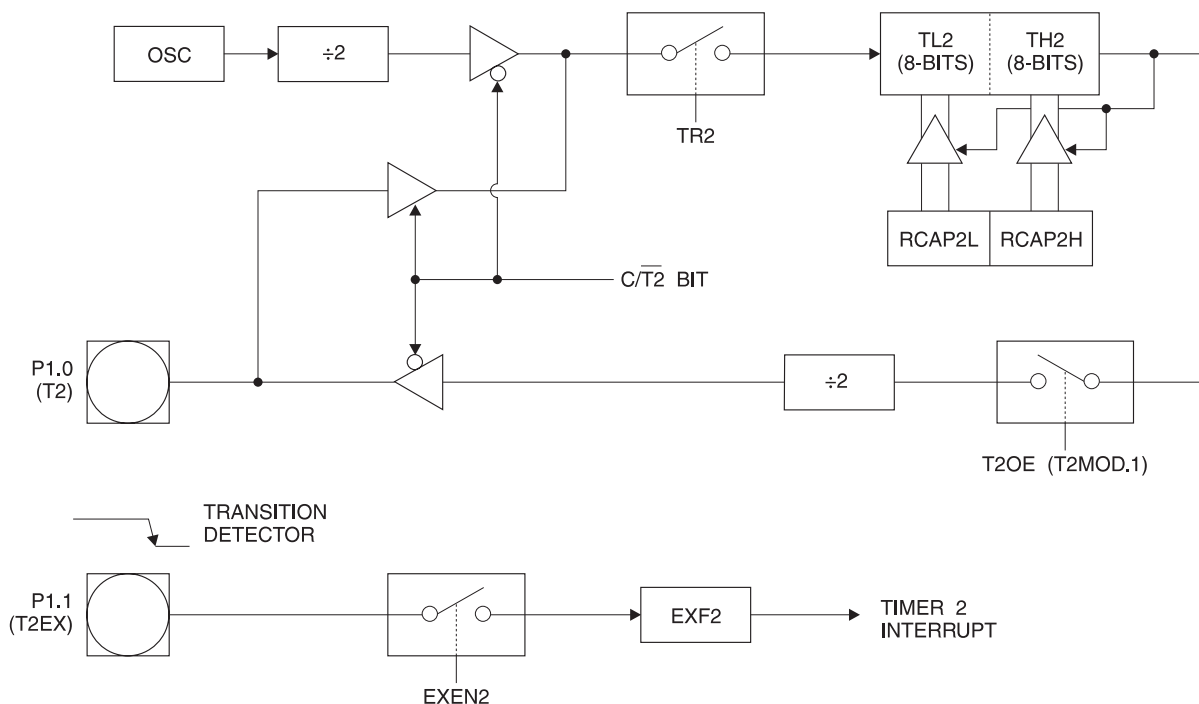 OSC
÷2
TR2
TL2
(8-BITS)
TH2
(8-BITS)
RCAP2L
RCAP2H
C/T2 BIT
P1.0
(T2)
÷2
T2OE (T2MOD.1)
TRANSITION
DETECTOR
P1.1
(T2EX)
EXEN2
EXF2
TIMER 2
INTERRUPT